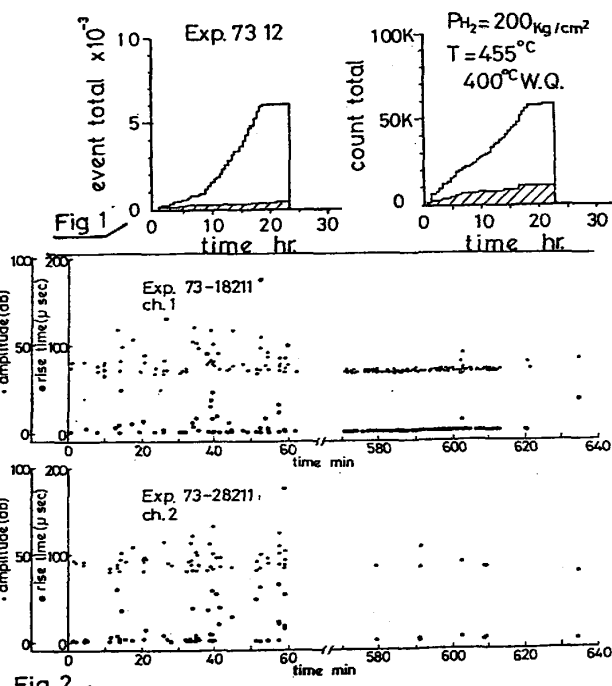 event total x10⁻³
10
5
0
0 10 20 30
time hr.
Exp. 73 12
Fig 1
count total
100K
50K
0
0 10 20 30
time hr.
PH₂=200Kg/cm²
T=455°C
400°C W.Q.
• amplitude (db)
• rise time (μ sec)
100 200
50 100
0 0
Exp. 73-18211
ch.1
0 20 40 60 580 600 620 640
time min
• amplitude (db)
• rise time (μ sec)
100 200
50 100
0 0
Exp. 73-28211
ch.2
0 20 40 60 580 600 620 640
time min
Fig 2